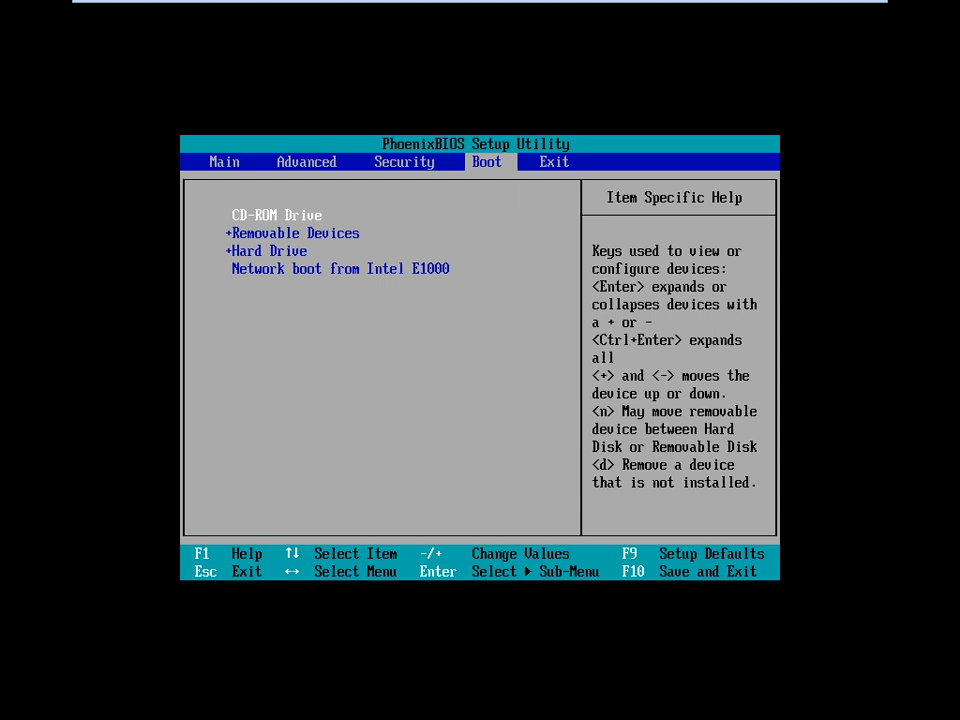 PhoenixBIOS Setup Utility
Main Advanced Security Boot Exit
CD-ROM Drive
+Removable Devices
+Hard Drive
Network boot from Intel E1000
Item Specific Help
Keys used to view or
configure devices:
<Enter> expands or
collapses devices with
a + or -
<Ctrl+Enter> expands
all
<+> and <-> moves the
device up or down.
<n> May move removable
device between Hard
Disk or Removable Disk
<d> Remove a device
that is not installed.
F1 Help ↑↓ Select Item -/+ Change Values F9 Setup Defaults
Esc Exit ↔ Select Menu Enter Select ▶ Sub-Menu F10 Save and Exit